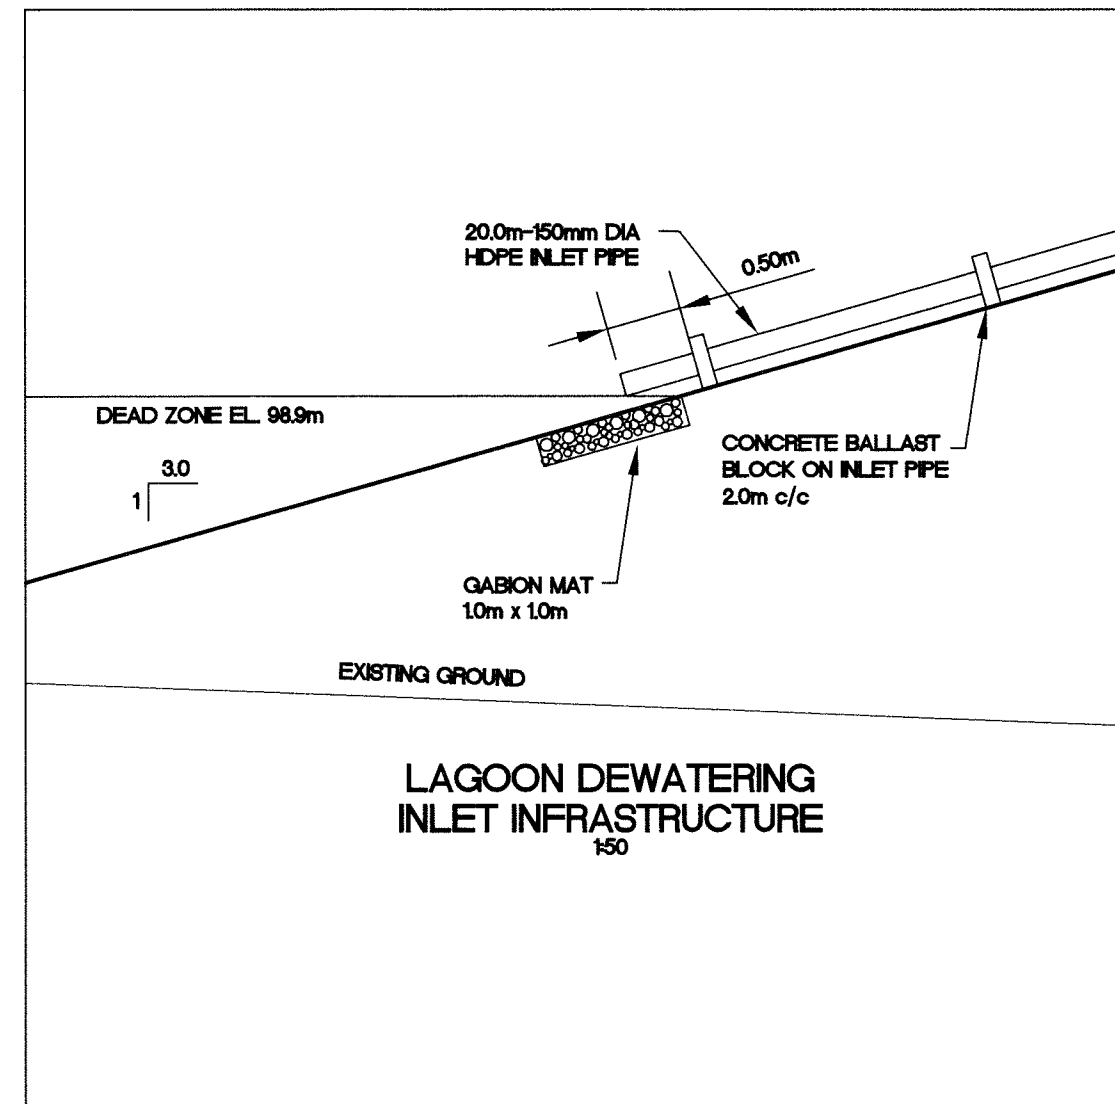 20.0m-150mm DIA
HDPE INLET PIPE
0.50m
DEAD ZONE EL. 98.9m
3.0
1
CONCRETE BALLAST
BLOCK ON INLET PIPE
2.0m c/c
GABION MAT
1.0m x 1.0m
EXISTING GROUND
LAGOON DEWATERING
INLET INFRASTRUCTURE
1:50